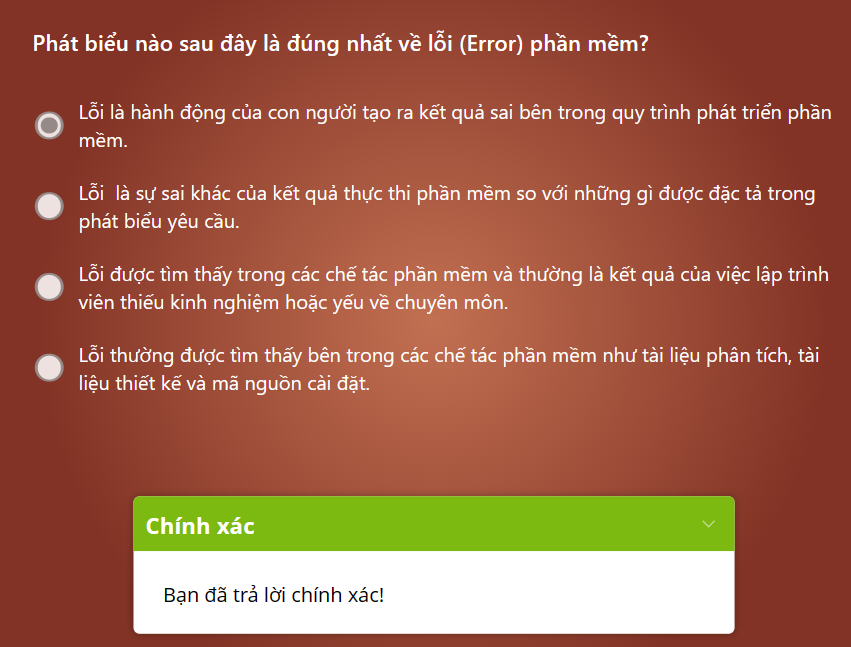 Phát biểu nào sau đây là đúng nhất về lỗi (Error) phần mềm?
Lỗi là hành động của con người tạo ra kết quả sai bên trong quy trình phát triển phần
mềm.
Lỗi  là sự sai khác của kết quả thực thi phần mềm so với những gì được đặc tả trong
phát biểu yêu cầu.
Lỗi được tìm thấy trong các chế tác phần mềm và thường là kết quả của việc lập trình
viên thiếu kinh nghiệm hoặc yếu về chuyên môn.
Lỗi thường được tìm thấy bên trong các chế tác phần mềm như tài liệu phân tích, tài
liệu thiết kế và mã nguồn cài đặt.
Chính xác
Bạn đã trả lời chính xác!